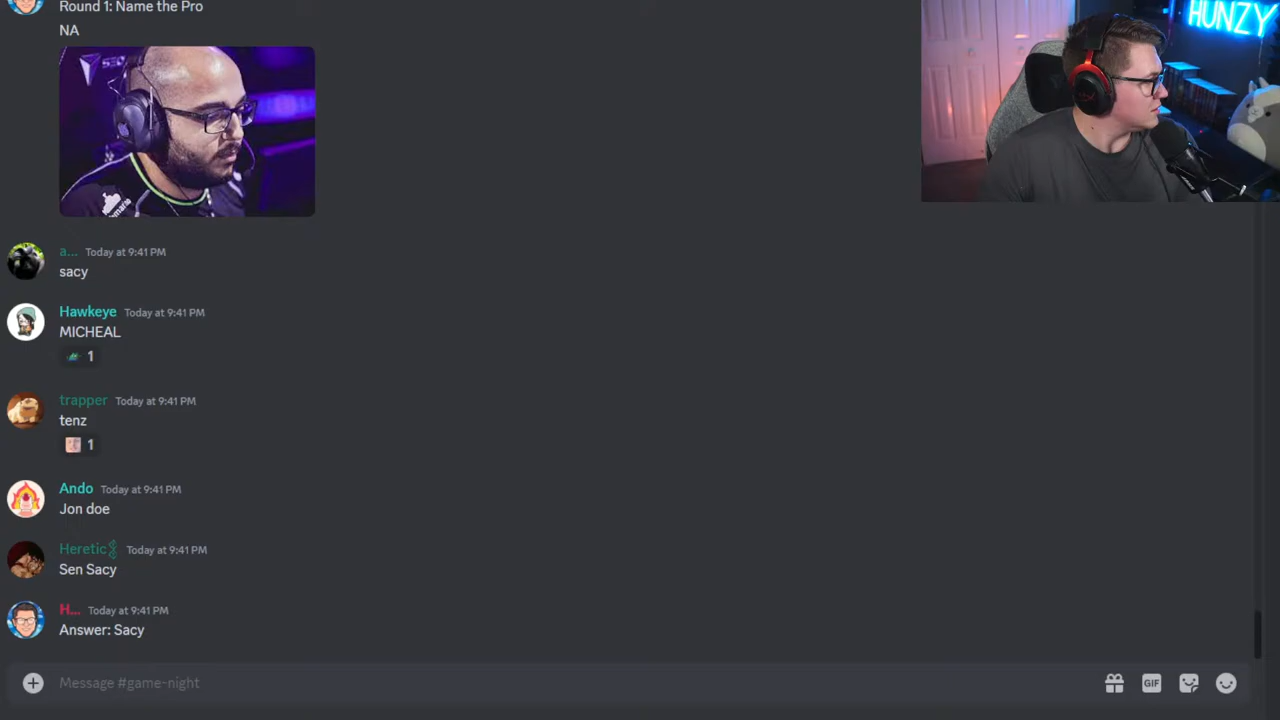 Round 1: Name the Pro
HUNZY
NA
a... Today at 9:41 PM
sacy
Hawkeye Today at 9:41 PM
MICHEAL
1
trapper Today at 9:41 PM
tenz
1
Ando Today at 9:41 PM
Jon doe
Heretic Today at 9:41 PM
Sen Sacy
H... Today at 9:41 PM
Answer: Sacy
Message #game-night
GIF